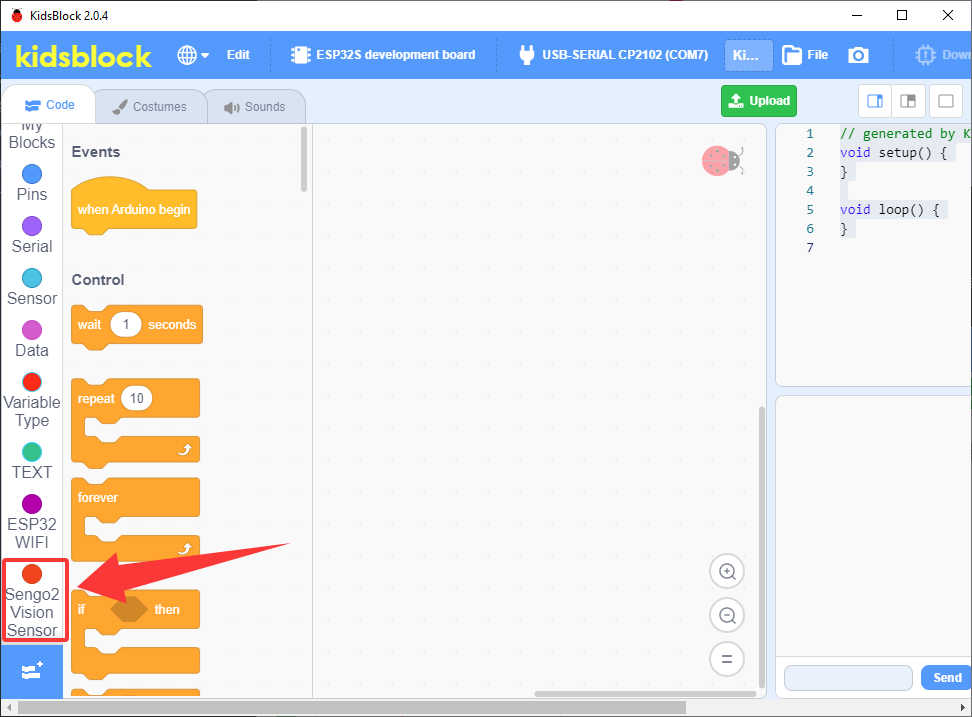 KidsBlock 2.0.4
kidsblock
Edit
ESP32S development board
USB-SERIAL CP2102 (COM7)
Ki...
File
Down
Code
Costumes
Sounds
Upload
My
Blocks
Pins
Serial
Sensor
Data
Variable
Type
TEXT
ESP32
WIFI
Sengo2
Vision
Sensor
Events
when Arduino begin
Control
wait 1 seconds
repeat 10
forever
if then
1 // generated by K
2 void setup() {
3 }
4
5 void loop() {
6 }
7
Send